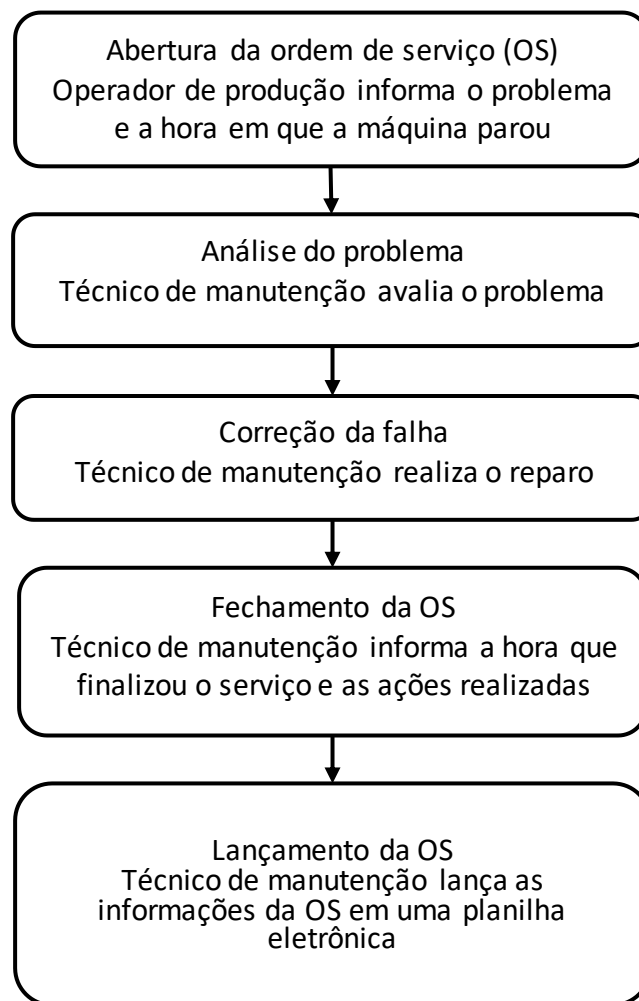 Abertura da ordem de serviço (OS)
Operador de produção informa o problema
e a hora em que a máquina parou
Análise do problema
Técnico de manutenção avalia o problema
Correção da falha
Técnico de manutenção realiza o reparo
Fechamento da OS
Técnico de manutenção informa a hora que
finalizou o serviço e as ações realizadas
Lançamento da OS
Técnico de manutenção lança as
informações da OS em uma planilha
eletrônica